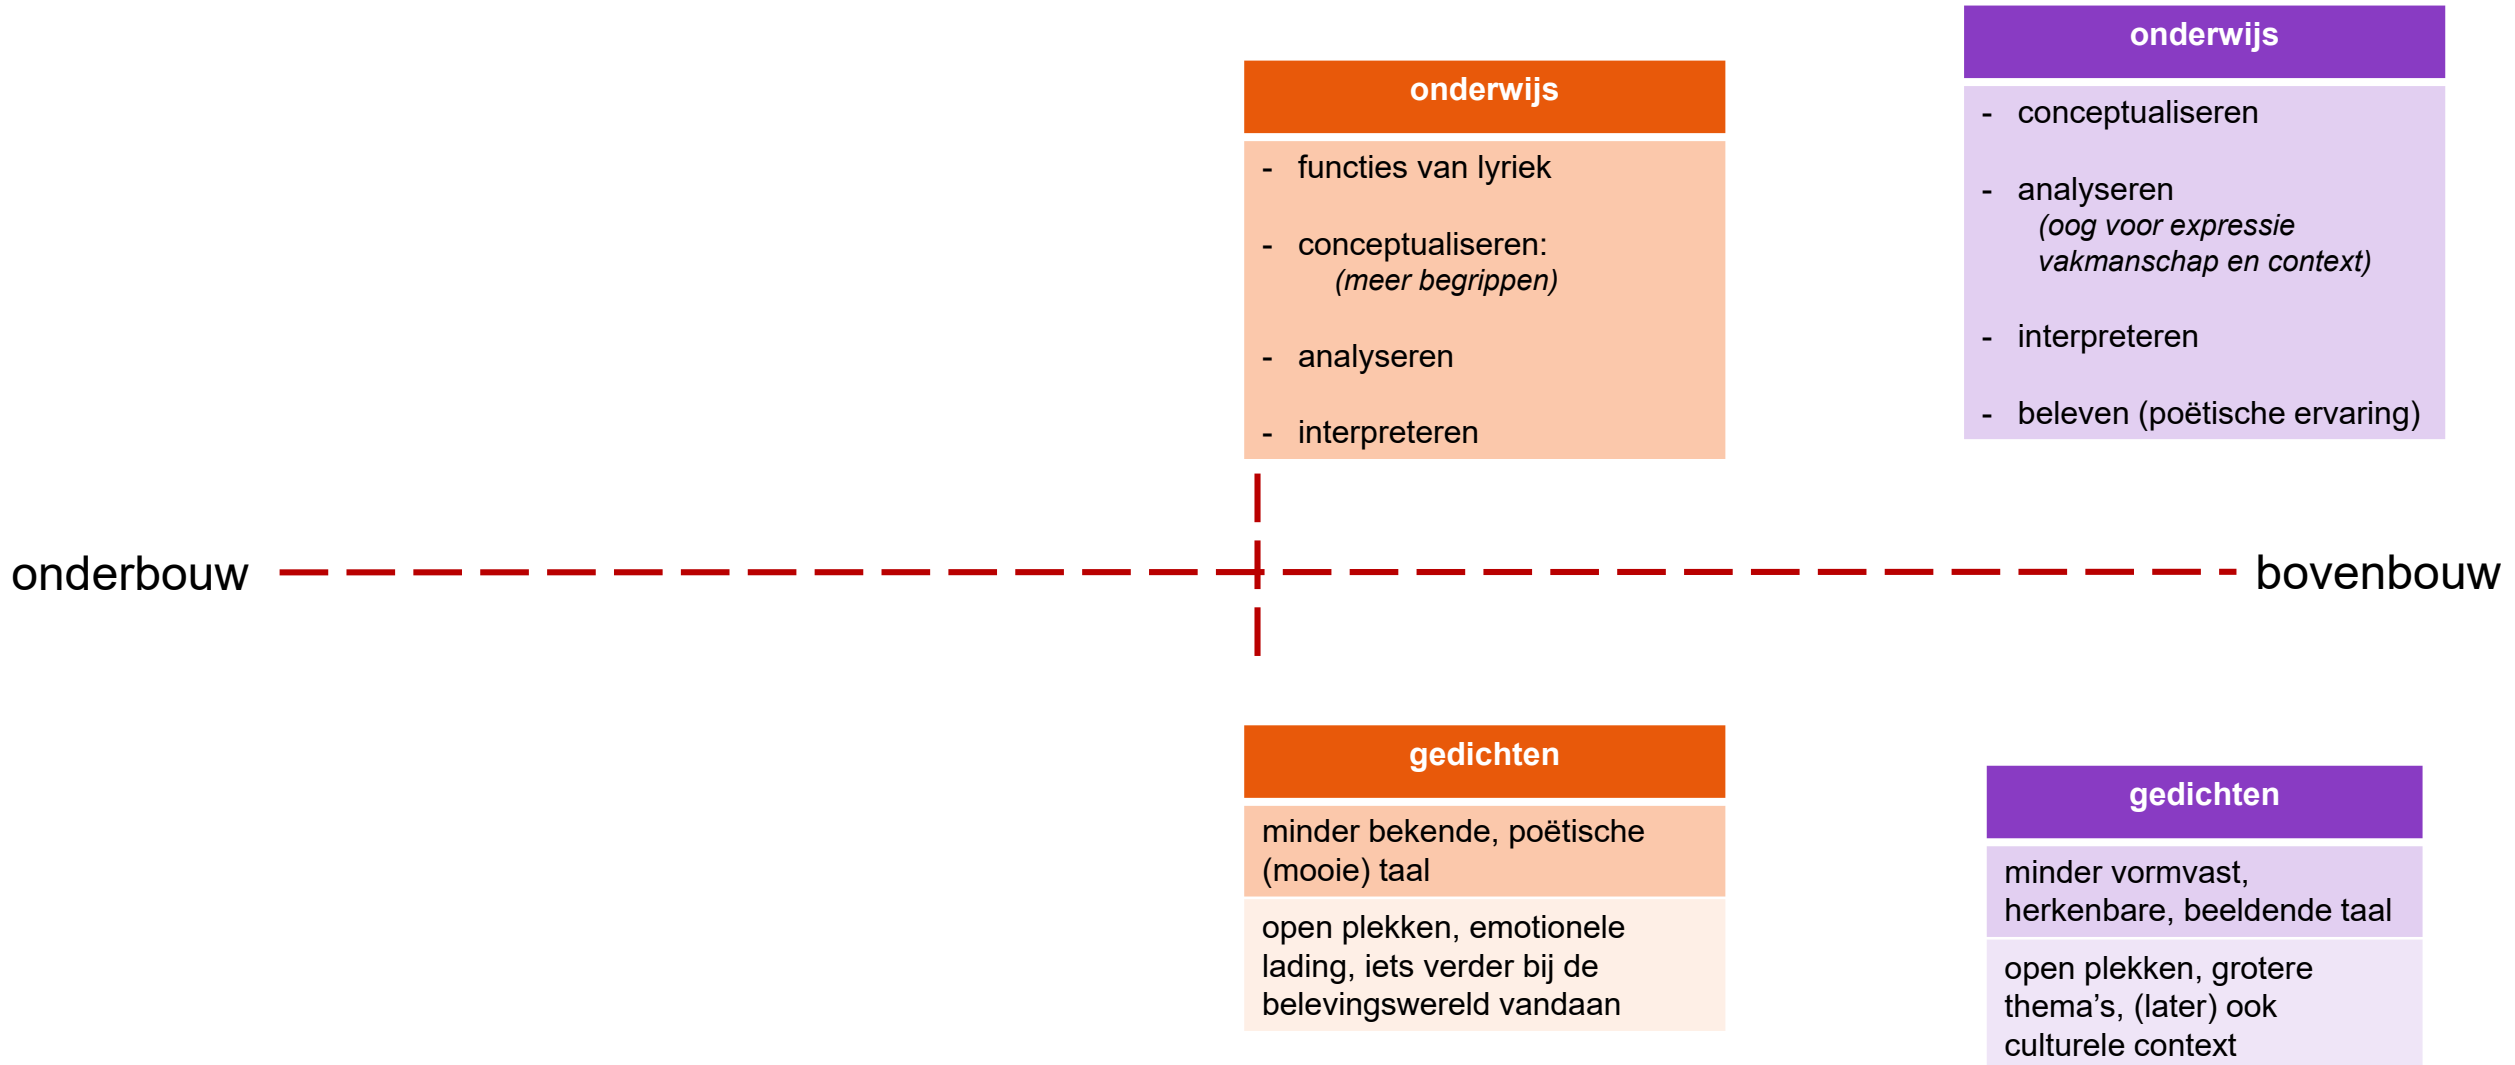 onderwijs
- functies van lyriek
- conceptualiseren:
(meer begrippen)
- analyseren
- interpreteren
onderwijs
- conceptualiseren
- analyseren
(oog voor expressie
vakmanschap en context)
- interpreteren
- beleven (poëtische ervaring)
onderbouw
bovenbouw
gedichten
minder bekende, poëtische
(mooie) taal
open plekken, emotionele
lading, iets verder bij de
belevingswereld vandaan
gedichten
minder vormvast,
herkenbare, beeldende taal
open plekken, grotere
thema’s, (later) ook
culturele context